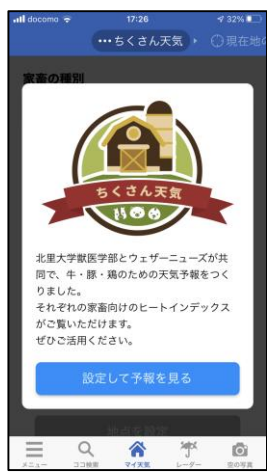 docomo 17:26 32%
•••ちくさん天気 現在地の
家畜の種別
ちくさん天気
北里大学獣医学部とウェザーニューズが共
同で、牛・豚・鶏のための天気予報をつく
りました。
それぞれの家畜向けのヒートインデックス
がご覧いただけます。
ぜひご活用ください。
設定して予報を見る
地点を設定
メニュー ココ検索 マイ天気 レーダー 空の写真